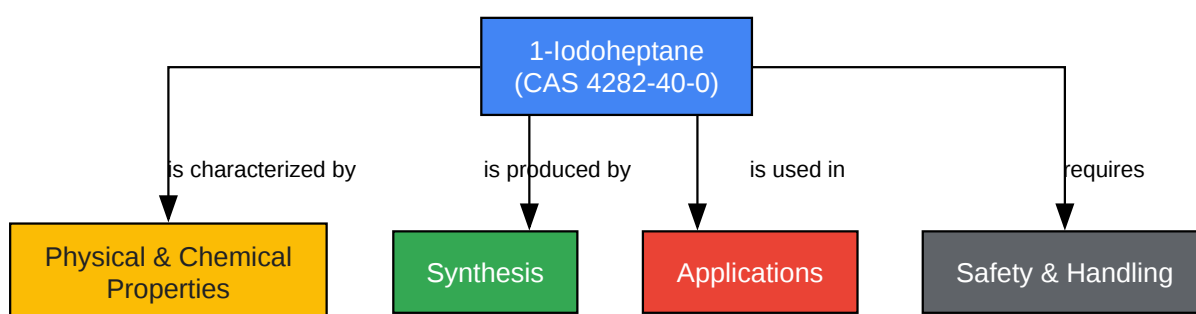 1-Iodoheptane
(CAS 4282-40-0)
is characterized by
is produced by
is used in
requires
Physical & Chemical
Properties
Synthesis
Applications
Safety & Handling